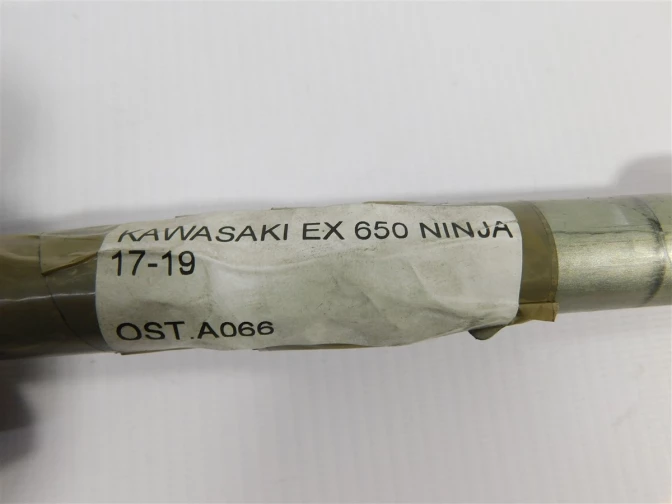 KAWASAKI EX 650 NINJA
17-19
OST.A066